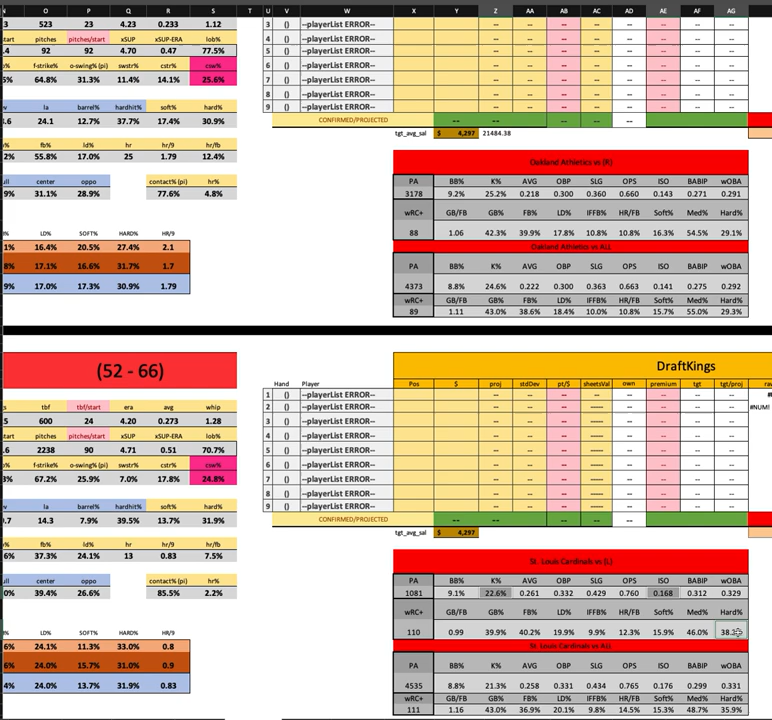 N O P Q R S T U V W X Y Z AA AB AC AD AE AF AG
3 523 23 4.23 0.233 1.12 3 () --playerList ERROR-- -- -- -- -- --
start pitches pitches/start xSUP xSUP-ERA lob% 4 () --playerList ERROR-- -- -- -- -- --
.4 92 92 4.70 0.47 77.5% 5 () --playerList ERROR-- -- -- -- -- --
% f-strike% o-swing% (pi) swstr% cstr% csw% 6 () --playerList ERROR-- -- -- -- -- --
5% 64.8% 31.3% 11.4% 14.1% 25.6% 7 () --playerList ERROR-- -- -- -- -- --
8 () --playerList ERROR-- -- -- -- -- --
la barrel% hardhit% soft% hard% 9 () --playerList ERROR-- -- -- -- -- --
.6 24.1 12.7% 37.7% 17.4% 30.9% CONFIRMED/PROJECTED -- -- -- -- --
tgt_avg_sal $ 4,297 21484.38
% fb% ld% hr hr/9 hr/fb
2% 55.8% 17.0% 25 1.79 12.4%
Oakland Athletics vs (R)
ull center oppo contact% (pi) hr% PA BB% K% AVG OBP SLG OPS ISO BABIP wOBA
9% 31.1% 28.9% 77.6% 4.8% 3178 9.2% 25.2% 0.218 0.300 0.360 0.660 0.143 0.271 0.291
wRC+ GB/FB GB% FB% LD% IFFB% HR/FB Soft% Med% Hard%
% LD% SOFT% HARD% HR/9 88 1.06 42.3% 39.9% 17.8% 10.8% 10.8% 16.3% 54.5% 29.1%
1% 16.4% 20.5% 27.4% 2.1 Oakland Athletics vs ALL
8% 17.1% 16.6% 31.7% 1.7 PA BB% K% AVG OBP SLG OPS ISO BABIP wOBA
9% 17.0% 17.3% 30.9% 1.79 4373 8.8% 24.6% 0.222 0.300 0.363 0.663 0.141 0.275 0.292
wRC+ GB/FB GB% FB% LD% IFFB% HR/FB Soft% Med% Hard%
89 1.11 43.0% 38.6% 18.4% 10.0% 10.8% 15.7% 55.0% 29.3%
(52 - 66) DraftKings
Hand Player Pos $ proj stdDev pt/$ sheetsVal own premium tgt tgt/proj
1 () --playerList ERROR-- -- -- -- ----- -- -- -- --
s tbf tbf/start era avg whip 2 () --playerList ERROR-- -- -- -- ----- -- -- -- -- #NUM!
5 600 24 4.20 0.273 1.28 3 () --playerList ERROR-- -- -- -- ----- -- -- -- --
start pitches pitches/start xSUP xSUP-ERA lob% 4 () --playerList ERROR-- -- -- -- ----- -- -- -- --
.6 2238 90 4.71 0.51 70.7% 5 () --playerList ERROR-- -- -- -- ----- -- -- -- --
% f-strike% o-swing% (pi) swstr% cstr% csw% 6 () --playerList ERROR-- -- -- -- ----- -- -- -- --
3% 67.2% 25.9% 7.0% 17.8% 24.8% 7 () --playerList ERROR-- -- -- -- ----- -- -- -- --
8 () --playerList ERROR-- -- -- -- ----- -- -- -- --
la barrel% hardhit% soft% hard% 9 () --playerList ERROR-- -- -- -- ----- -- -- -- --
.7 14.3 7.9% 39.5% 13.7% 31.9% CONFIRMED/PROJECTED -- -- -- -- --
tgt_avg_sal $ 4,297
% fb% ld% hr hr/9 hr/fb
6% 37.3% 24.1% 13 0.83 7.5%
St. Louis Cardinals vs (L)
ull center oppo contact% (pi) hr% PA BB% K% AVG OBP SLG OPS ISO BABIP wOBA
0% 39.4% 26.6% 85.5% 2.2% 1081 9.1% 22.6% 0.261 0.332 0.429 0.760 0.168 0.312 0.329
wRC+ GB/FB GB% FB% LD% IFFB% HR/FB Soft% Med% Hard%
% LD% SOFT% HARD% HR/9 110 0.99 39.9% 40.2% 19.9% 9.9% 12.3% 15.9% 46.0%
6% 24.1% 11.3% 33.0% 0.8 St. Louis Cardinals vs ALL
6% 24.0% 15.7% 31.0% 0.9 PA BB% K% AVG OBP SLG OPS ISO BABIP wOBA
4% 24.0% 13.7% 31.9% 0.83 4535 8.8% 21.3% 0.258 0.331 0.434 0.765 0.176 0.299 0.331
wRC+ GB/FB GB% FB% LD% IFFB% HR/FB Soft% Med% Hard%
111 1.16 43.0% 36.9% 20.1% 9.8% 14.5% 15.3% 48.7% 35.9%